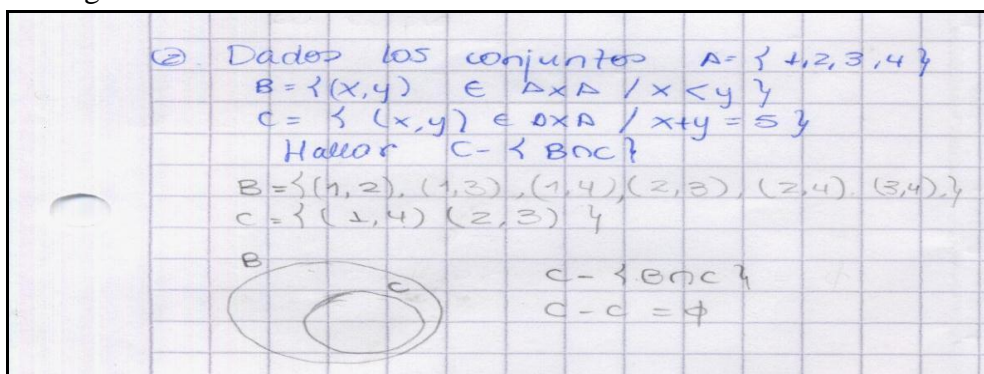 ② Dados los conjuntos A = { 1,2,3,4 }
B = {(x,y) ∈ A×A / x < y }
C = { (x,y) ∈ A×A / x+y = 5 }
Hallar C - { B∩C }
B = {(1,2), (1,3), (1,4) (2,3), (2,4). (3,4).}
C = { (1,4) (2,3) }
B
C
C - { B∩C }
C - C = ϕ